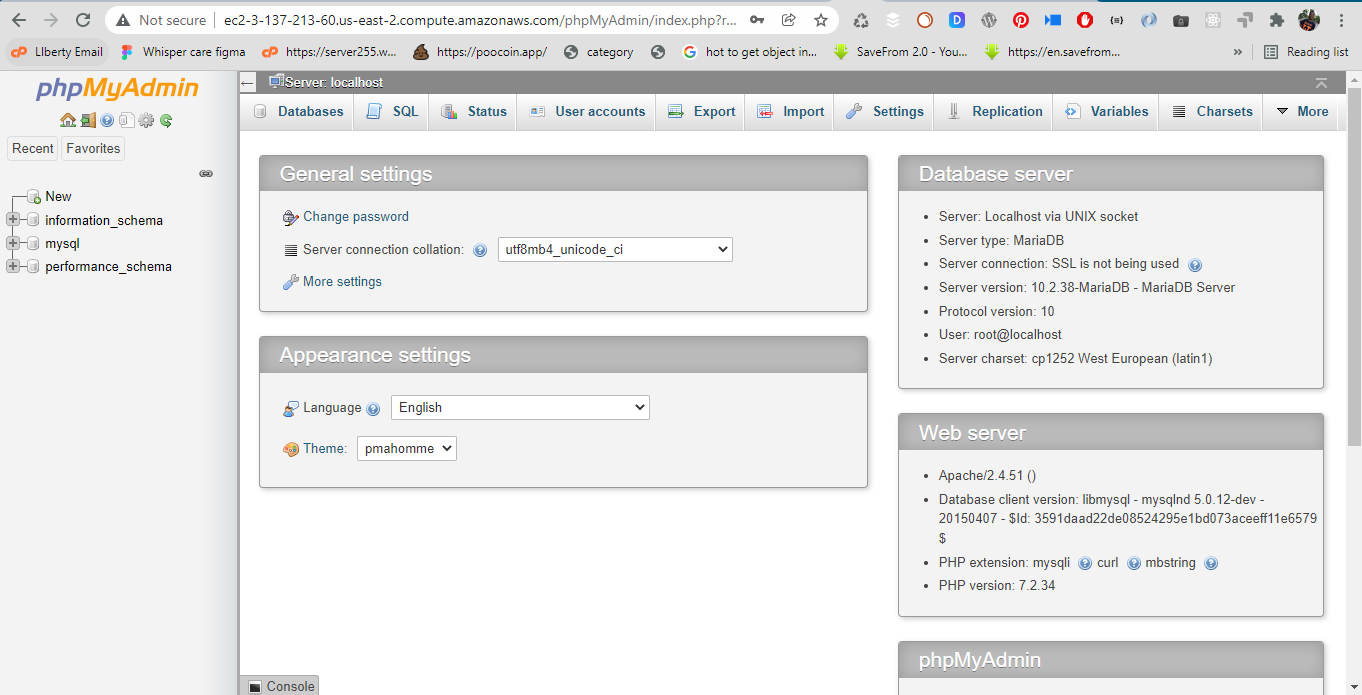 Not secure | ec2-3-137-213-60.us-east-2.compute.amazonaws.com/phpMyAdmin/index.php?r...
LIberty Email
Whisper care figma
https://server255.w...
https://poocoin.app/
category
hot to get object in...
SaveFrom 2.0 - You...
https://en.savefrom...
»
Reading list
phpMyAdmin
Recent
Favorites
New
information_schema
mysql
performance_schema
Server: localhost
Databases
SQL
Status
User accounts
Export
Import
Settings
Replication
Variables
Charsets
More
General settings
Change password
Server connection collation:
utf8mb4_unicode_ci
More settings
Appearance settings
Language
English
Theme:
pmahomme
Database server
Server: Localhost via UNIX socket
Server type: MariaDB
Server connection: SSL is not being used
Server version: 10.2.38-MariaDB - MariaDB Server
Protocol version: 10
User: root@localhost
Server charset: cp1252 West European (latin1)
Web server
Apache/2.4.51 ()
Database client version: libmysql - mysqlnd 5.0.12-dev -
20150407 - $Id: 3591daad22de08524295e1bd073aceeff11e6579
$
PHP extension: mysqli curl mbstring
PHP version: 7.2.34
phpMyAdmin
Console